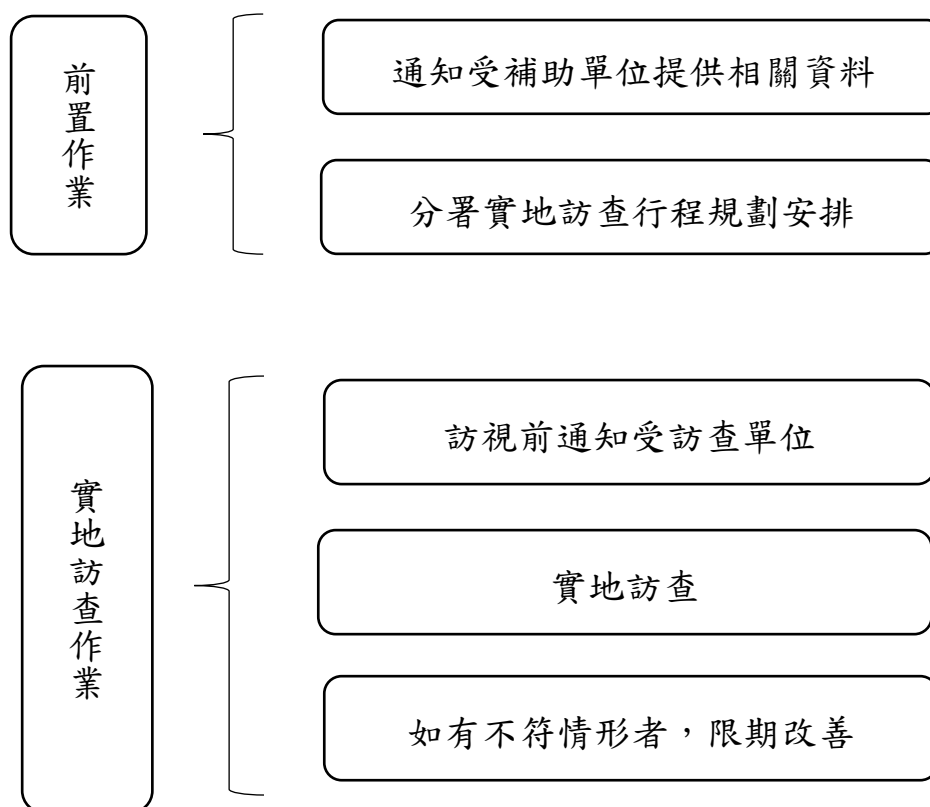 前置作業
通知受補助單位提供相關資料
分署實地訪查行程規劃安排
實地訪查作業
訪視前通知受訪查單位
實地訪查
如有不符情形者，限期改善